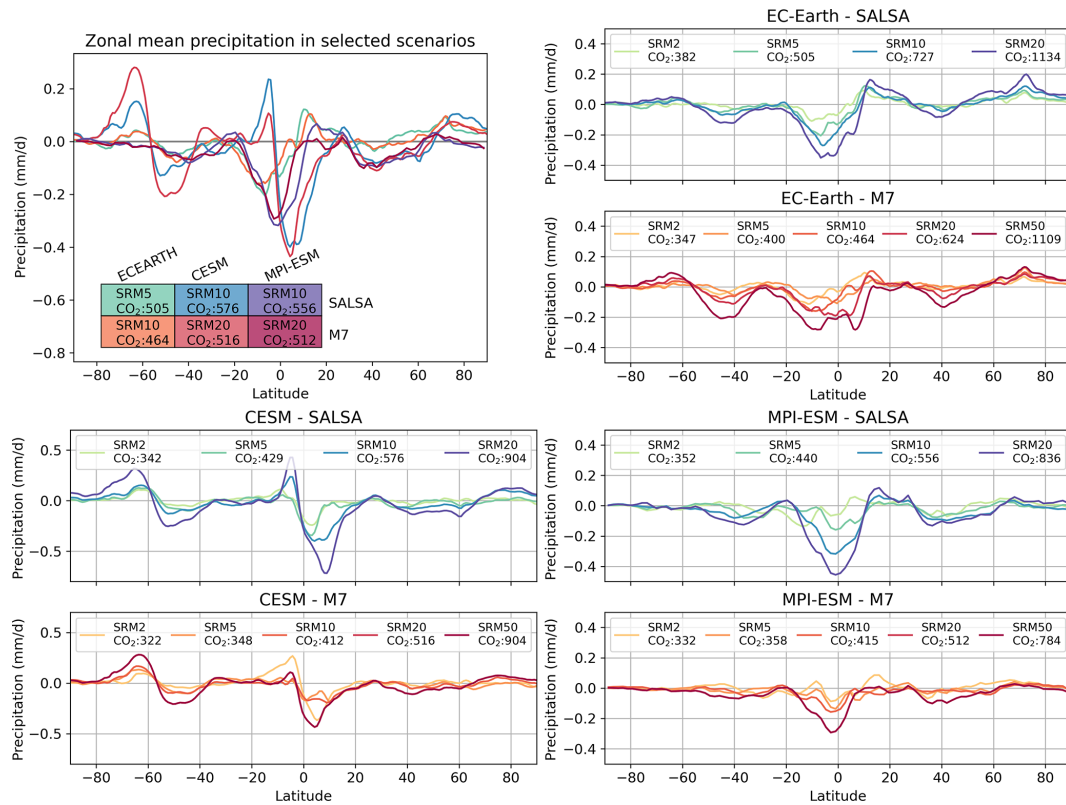 Zonal mean precipitation in selected scenarios
Precipitation (mm/d)
0.2
0.0
−0.2
−0.4
−0.6
−0.8
ECEARTH
CESM
MPI-ESM
SRM5
CO₂:505
SRM10
CO₂:576
SRM10
CO₂:556
SALSA
SRM10
CO₂:464
SRM20
CO₂:516
SRM20
CO₂:512
M7
−80 −60 −40 −20 0 20 40 60 80
Latitude
EC-Earth - SALSA
Precipitation (mm/d)
0.4
0.2
0.0
−0.2
−0.4
SRM2 SRM5 SRM10 SRM20
CO₂:382 CO₂:505 CO₂:727 CO₂:1134
EC-Earth - M7
Precipitation (mm/d)
0.4
0.2
0.0
−0.2
−0.4
SRM2 SRM5 SRM10 SRM20 SRM50
CO₂:347 CO₂:400 CO₂:464 CO₂:624 CO₂:1109
−80 −60 −40 −20 0 20 40 60 80
Latitude
CESM - SALSA
Precipitation (mm/d)
0.5
0.0
−0.5
SRM2 SRM5 SRM10 SRM20
CO₂:342 CO₂:429 CO₂:576 CO₂:904
MPI-ESM - SALSA
Precipitation (mm/d)
0.4
0.2
0.0
−0.2
−0.4
SRM2 SRM5 SRM10 SRM20
CO₂:352 CO₂:440 CO₂:556 CO₂:836
CESM - M7
Precipitation (mm/d)
0.5
0.0
−0.5
SRM2 SRM5 SRM10 SRM20 SRM50
CO₂:322 CO₂:348 CO₂:412 CO₂:516 CO₂:904
−80 −60 −40 −20 0 20 40 60 80
Latitude
MPI-ESM - M7
Precipitation (mm/d)
0.4
0.2
0.0
−0.2
−0.4
SRM2 SRM5 SRM10 SRM20 SRM50
CO₂:332 CO₂:358 CO₂:415 CO₂:512 CO₂:784
−80 −60 −40 −20 0 20 40 60 80
Latitude